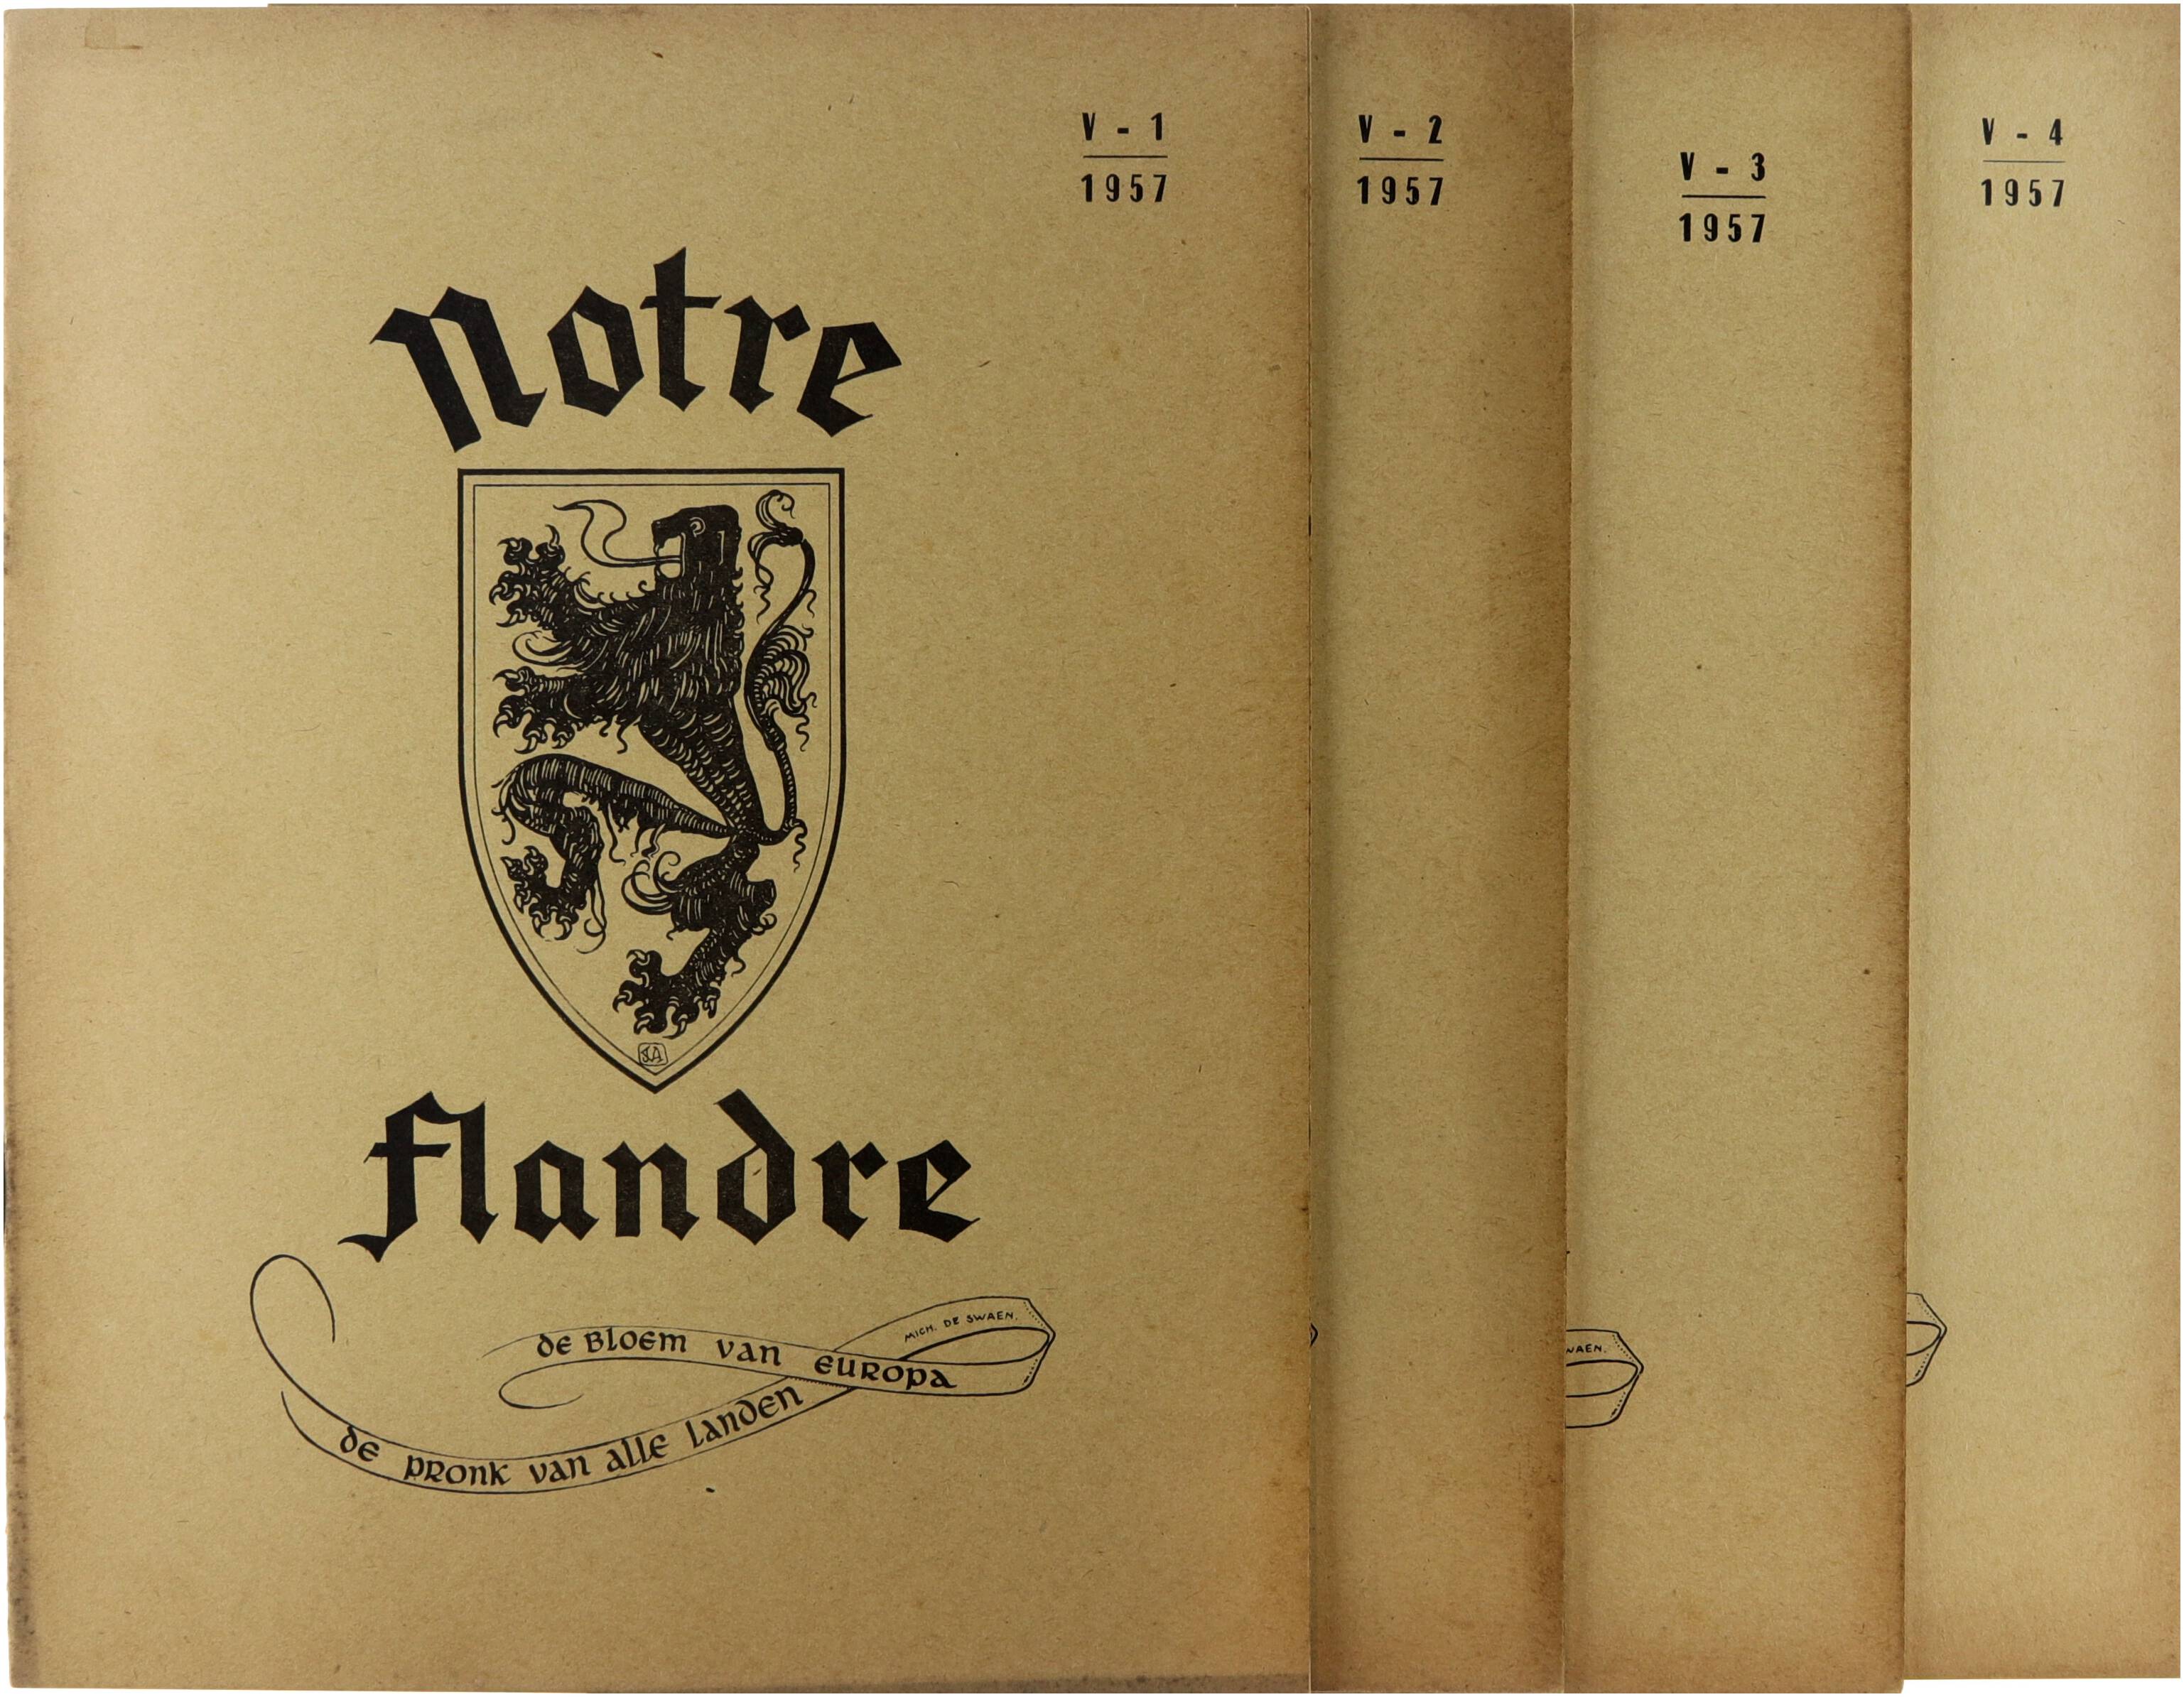 V - 1
1957
Notre
Flandre
DE BLOEM VAN EUROPA
MICH. DE SWAEN.
DE PRONK VAN ALLE LANDEN
V - 2
1957
V - 3
1957
WAEN.
V - 4
1957